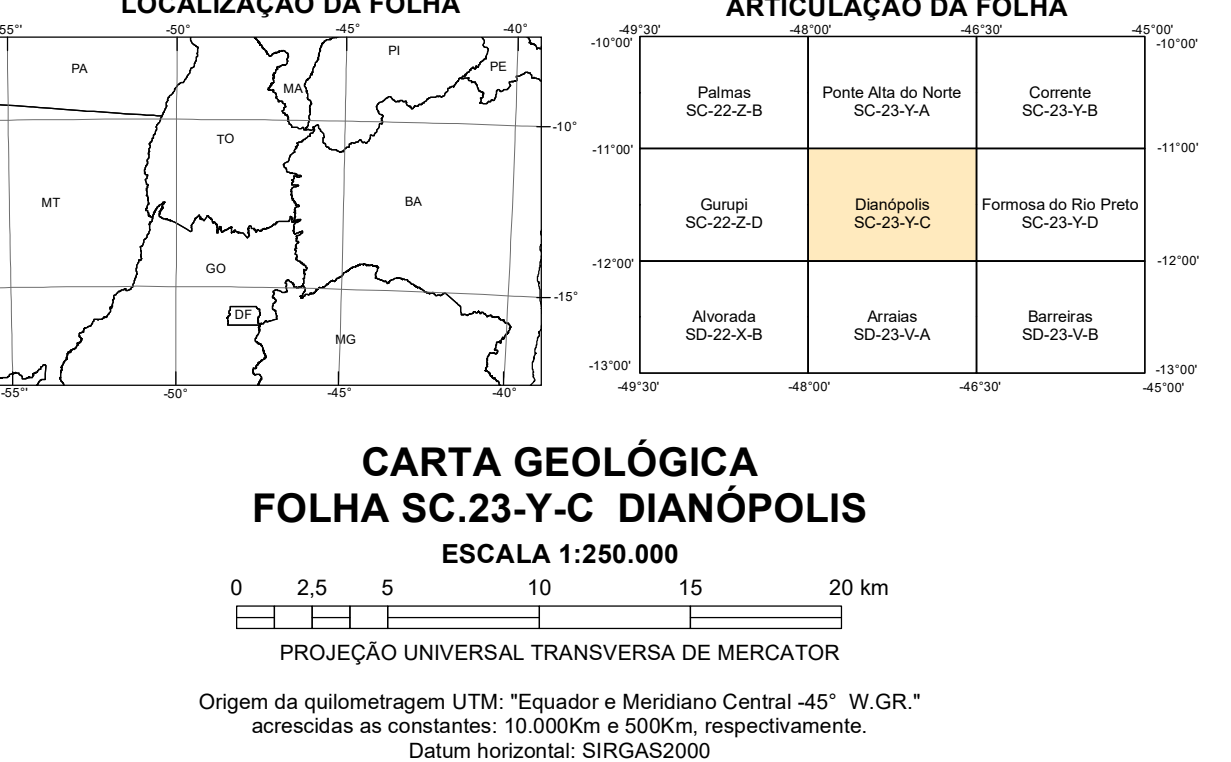 LOCALIZAÇÃO DA FOLHA
55° -50° -45° -40°
PA
PI
PE
MA
-10°
TO
MT
BA
GO
-15°
DF
MG
-55° -50° -45° -40°
ARTICULAÇÃO DA FOLHA
-49°30' -48°00' -46°30' -45°00'
-10°00' -10°00'
Palmas
SC-22-Z-B
Ponte Alta do Norte
SC-23-Y-A
Corrente
SC-23-Y-B
-11°00' -11°00'
Gurupi
SC-22-Z-D
Dianópolis
SC-23-Y-C
Formosa do Rio Preto
SC-23-Y-D
-12°00' -12°00'
Alvorada
SD-22-X-B
Arraias
SD-23-V-A
Barreiras
SD-23-V-B
-13°00' -13°00'
-49°30' -48°00' -46°30' -45°00'
CARTA GEOLÓGICA
FOLHA SC.23-Y-C DIANÓPOLIS
ESCALA 1:250.000
0 2,5 5 10 15 20 km
PROJEÇÃO UNIVERSAL TRANSVERSA DE MERCATOR
Origem da quilometragem UTM: "Equador e Meridiano Central -45° W.GR."
acrescidas as constantes: 10.000Km e 500Km, respectivamente.
Datum horizontal: SIRGAS2000